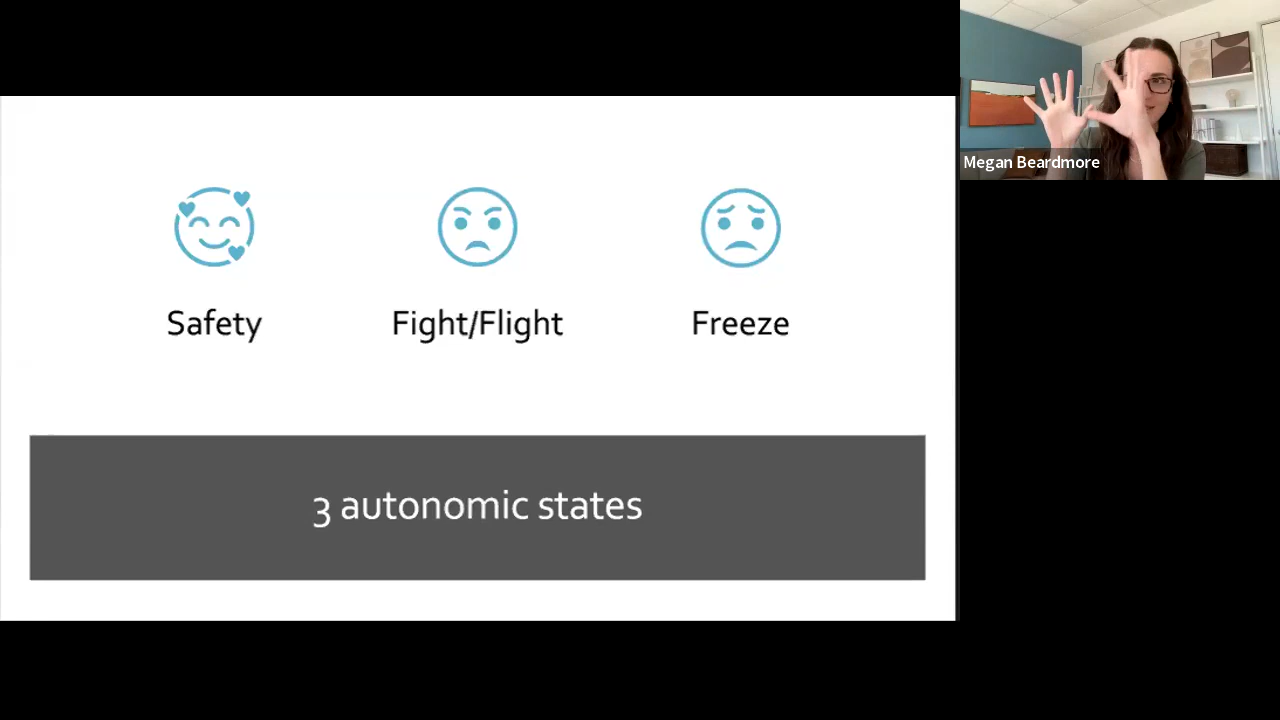 Megan Beardmore
Safety
Fight/Flight
Freeze
3 autonomic states